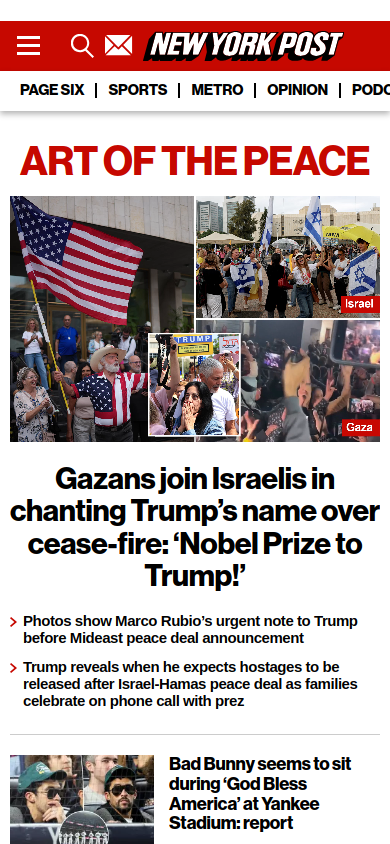 NEW YORK POST
PAGE SIX
SPORTS
METRO
OPINION
PODC
ART OF THE PEACE
Israel
TRUMP
Gaza
Gazans join Israelis in
chanting Trump's name over
cease-fire: ‘Nobel Prize to
Trump!’
Photos show Marco Rubio's urgent note to Trump
before Mideast peace deal announcement
Trump reveals when he expects hostages to be
released after Israel-Hamas peace deal as families
celebrate on phone call with prez
Bad Bunny seems to sit
during ‘God Bless
America’ at Yankee
Stadium: report